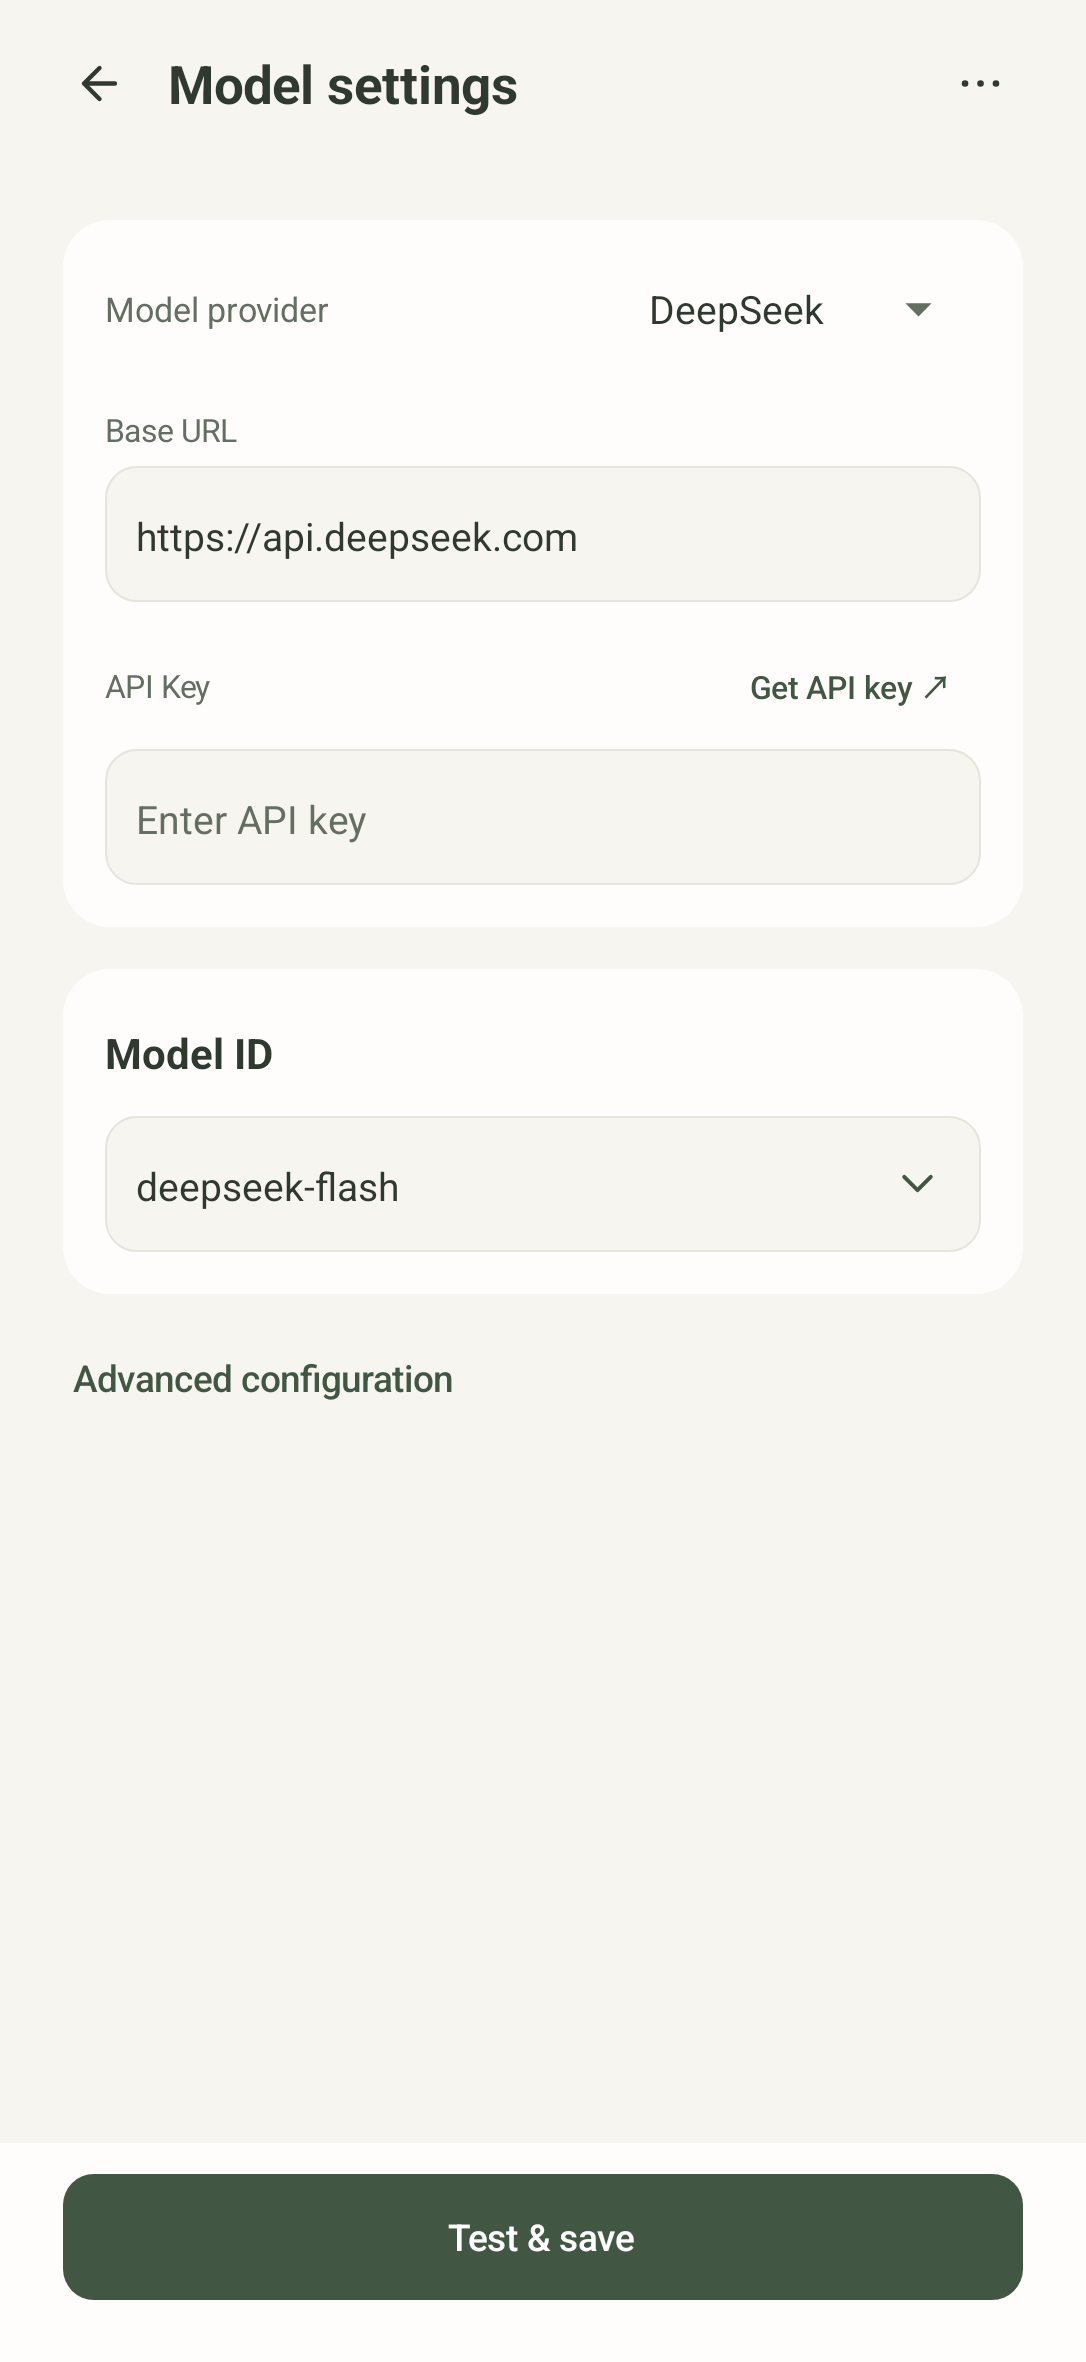 Model settings
Model provider
DeepSeek
Base URL
https://api.deepseek.com
API Key
Get API key ↗
Enter API key
Model ID
deepseek-flash
Advanced configuration
Test & save